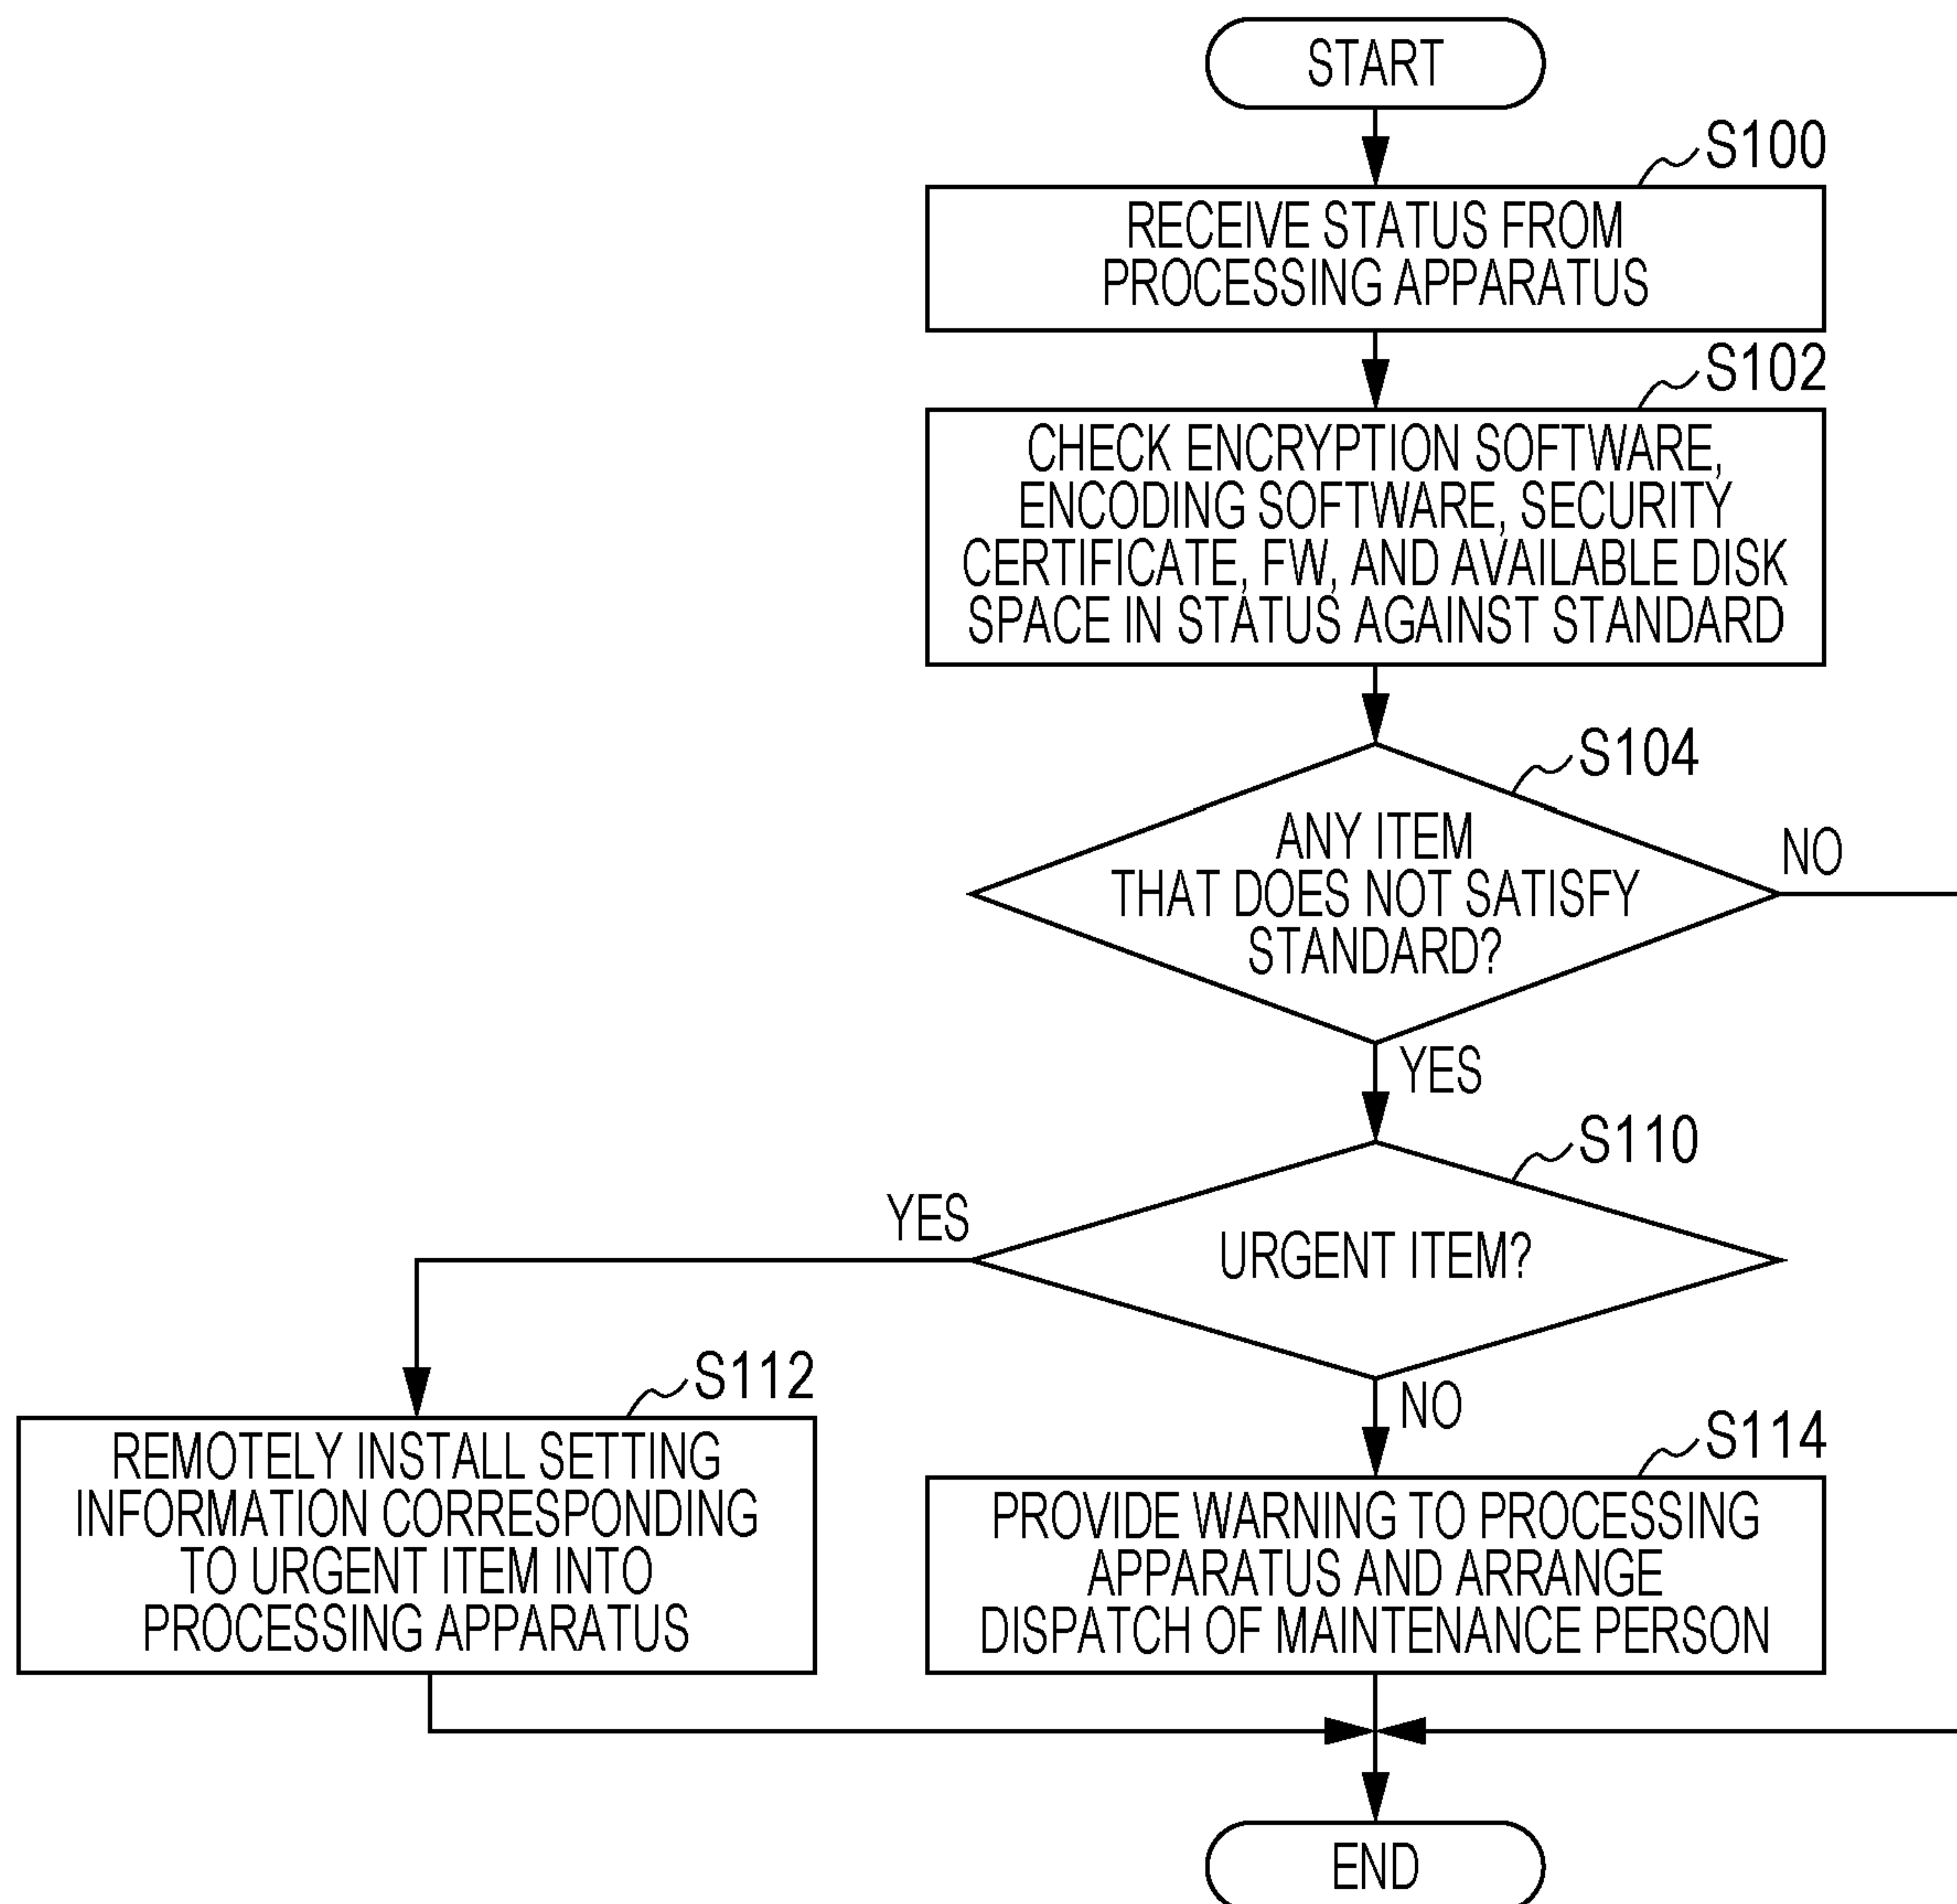 START
S100
RECEIVE STATUS FROM
PROCESSING APPARATUS
S102
CHECK ENCRYPTION SOFTWARE,
ENCODING SOFTWARE, SECURITY
CERTIFICATE, FW, AND AVAILABLE DISK
SPACE IN STATUS AGAINST STANDARD
S104
ANY ITEM
THAT DOES NOT SATISFY
STANDARD?
NO
YES
S110
URGENT ITEM?
YES
NO
S112
REMOTELY INSTALL SETTING
INFORMATION CORRESPONDING
TO URGENT ITEM INTO
PROCESSING APPARATUS
S114
PROVIDE WARNING TO PROCESSING
APPARATUS AND ARRANGE
DISPATCH OF MAINTENANCE PERSON
END